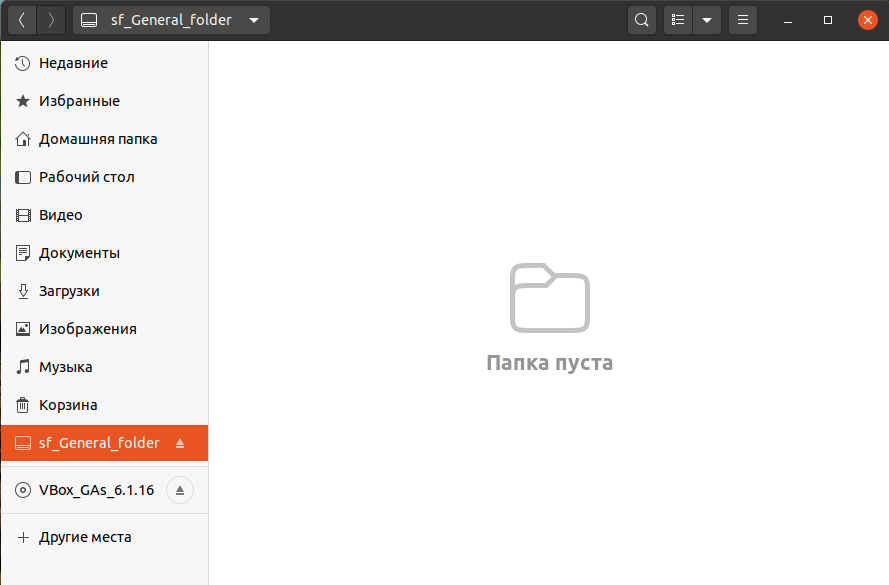 sf_General_folder
Недавние
Избранные
Домашняя папка
Рабочий стол
Видео
Документы
Загрузки
Изображения
Музыка
Корзина
sf_General_folder
VBox_GAs_6.1.16
Другие места
Папка пуста